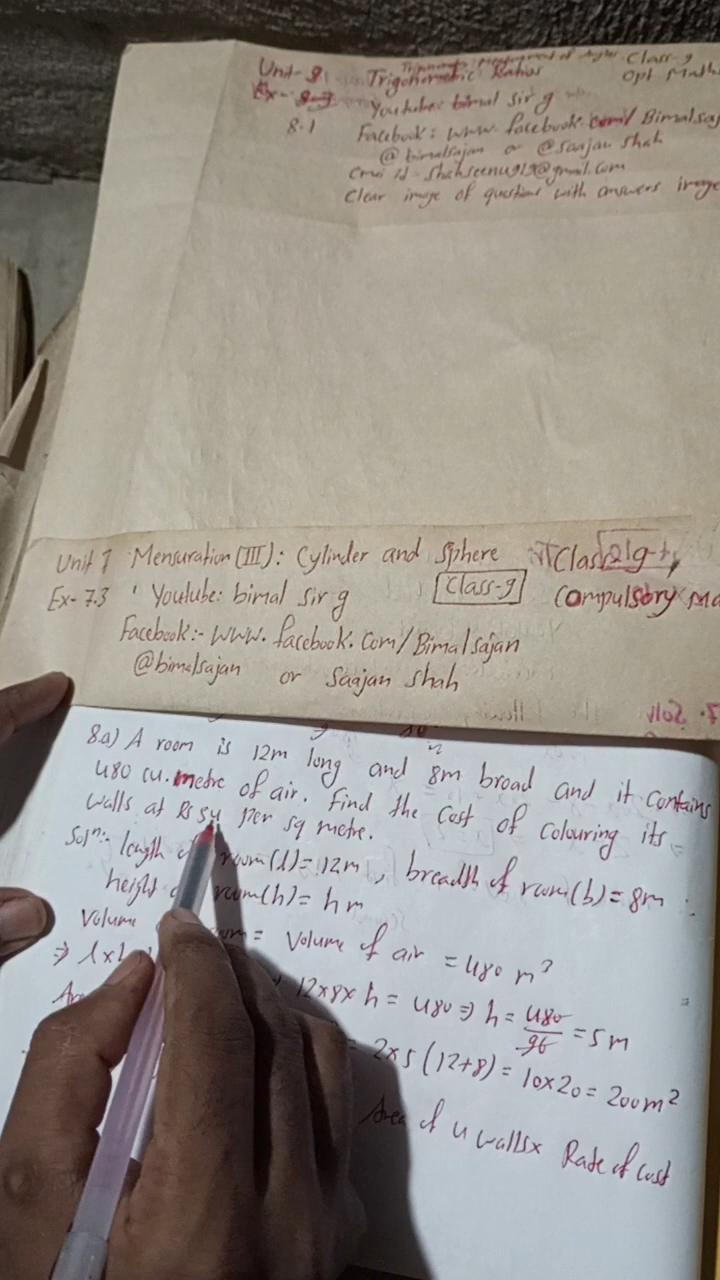 Unit-8 Trigonometric Ratios Class-9
Ex- 8.1 Opt Math
Youtube: bimal sir g
Facebook: www.facebook.com/Bimalsaj
@bimalsajan or @saajan shah
Clear image of questions with answers image
Unit 7 Mensuration (III): Cylinder and Sphere
Ex- 7.3 Youtube: bimal sir g Class-9 Compulsory Ma
Facebook:- www.facebook.com/Bimalsajan
@bimalsajan or Saajan shah
8.a) A room is 12m long and 8m broad and it contains
480 cu. metre of air. Find the cost of colouring its
walls at Rs 54 per sq metre.
Solⁿ:- length room (l) = 12m, breadth of room (b) = 8m
height room (h) = h m
Volume = Volume of air = 480 m³
⇒ l× 12×8× h = 480 ⇒ h = 480/96 = 5m
2×5 (12+8) = 10×20 = 200m²
Area of 4 walls× Rate of cost